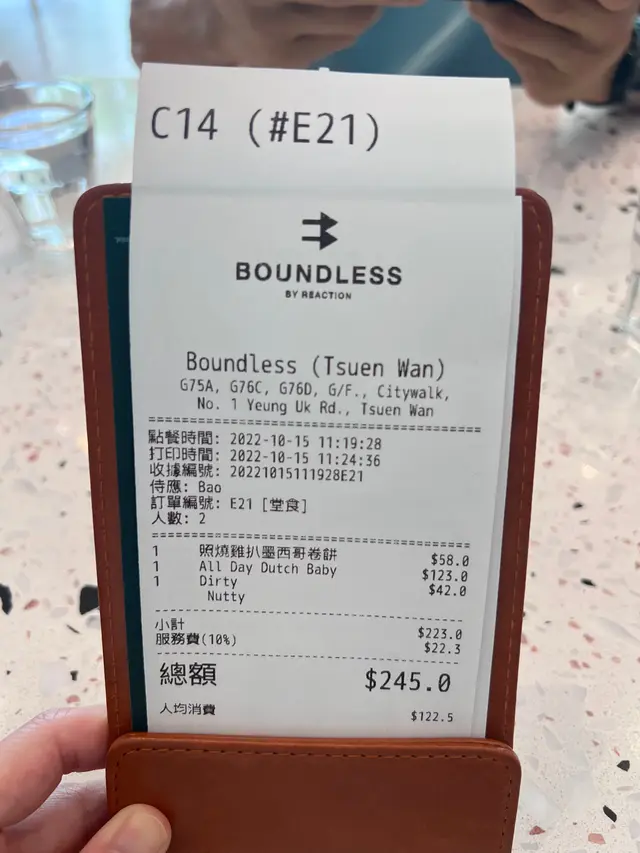 C14 (#E21)
BOUNDLESS
BY REACTION
Boundless (Tsuen Wan)
G75A, G76C, G76D, G/F., Citywalk,
No. 1 Yeung Uk Rd., Tsuen Wan
點餐時間: 2022-10-15 11:19:28
打印時間: 2022-10-15 11:24:36
收據編號: 20221015111928E21
侍應: Bao
訂單編號: E21 [堂食]
人數: 2
1 照燒雞扒墨西哥卷餅 $58.0
1 All Day Dutch Baby $123.0
1 Dirty $42.0
Nutty
小計 $223.0
服務費(10%) $22.3
總額 $245.0
人均消費 $122.5